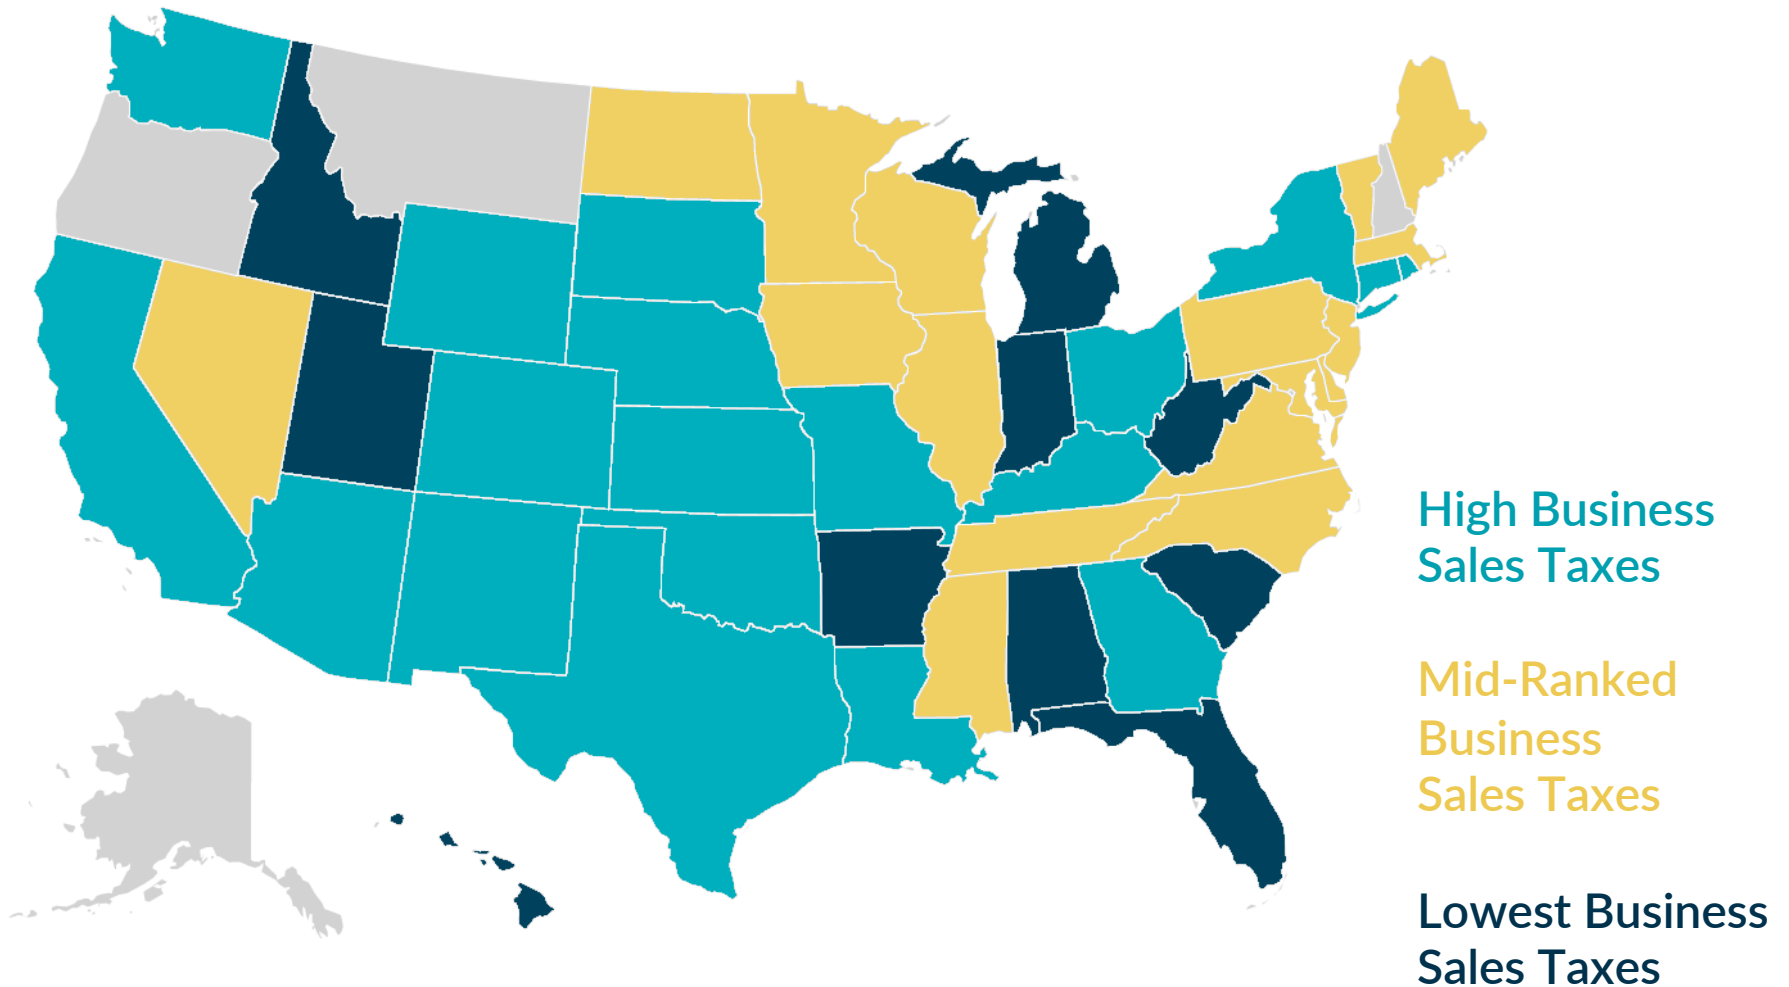 High Business
Sales Taxes
Mid-Ranked
Business
Sales Taxes
Lowest Business
Sales Taxes